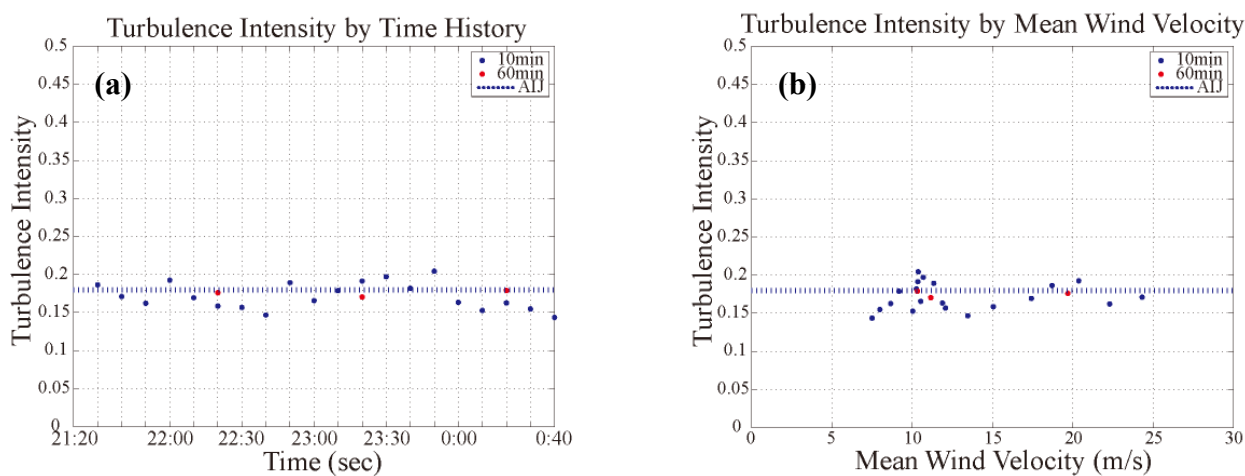 Turbulence Intensity by Time History
(a)
10min
60min
AIJ
Turbulence Intensity
0.5
0.45
0.4
0.35
0.3
0.25
0.2
0.15
0.1
0.05
0
21:20
22:00
22:30
23:00
23:30
0:00
0:40
Time (sec)
Turbulence Intensity by Mean Wind Velocity
(b)
10min
60min
AIJ
Turbulence Intensity
0.5
0.45
0.4
0.35
0.3
0.25
0.2
0.15
0.1
0.05
0
0
5
10
15
20
25
30
Mean Wind Velocity (m/s)